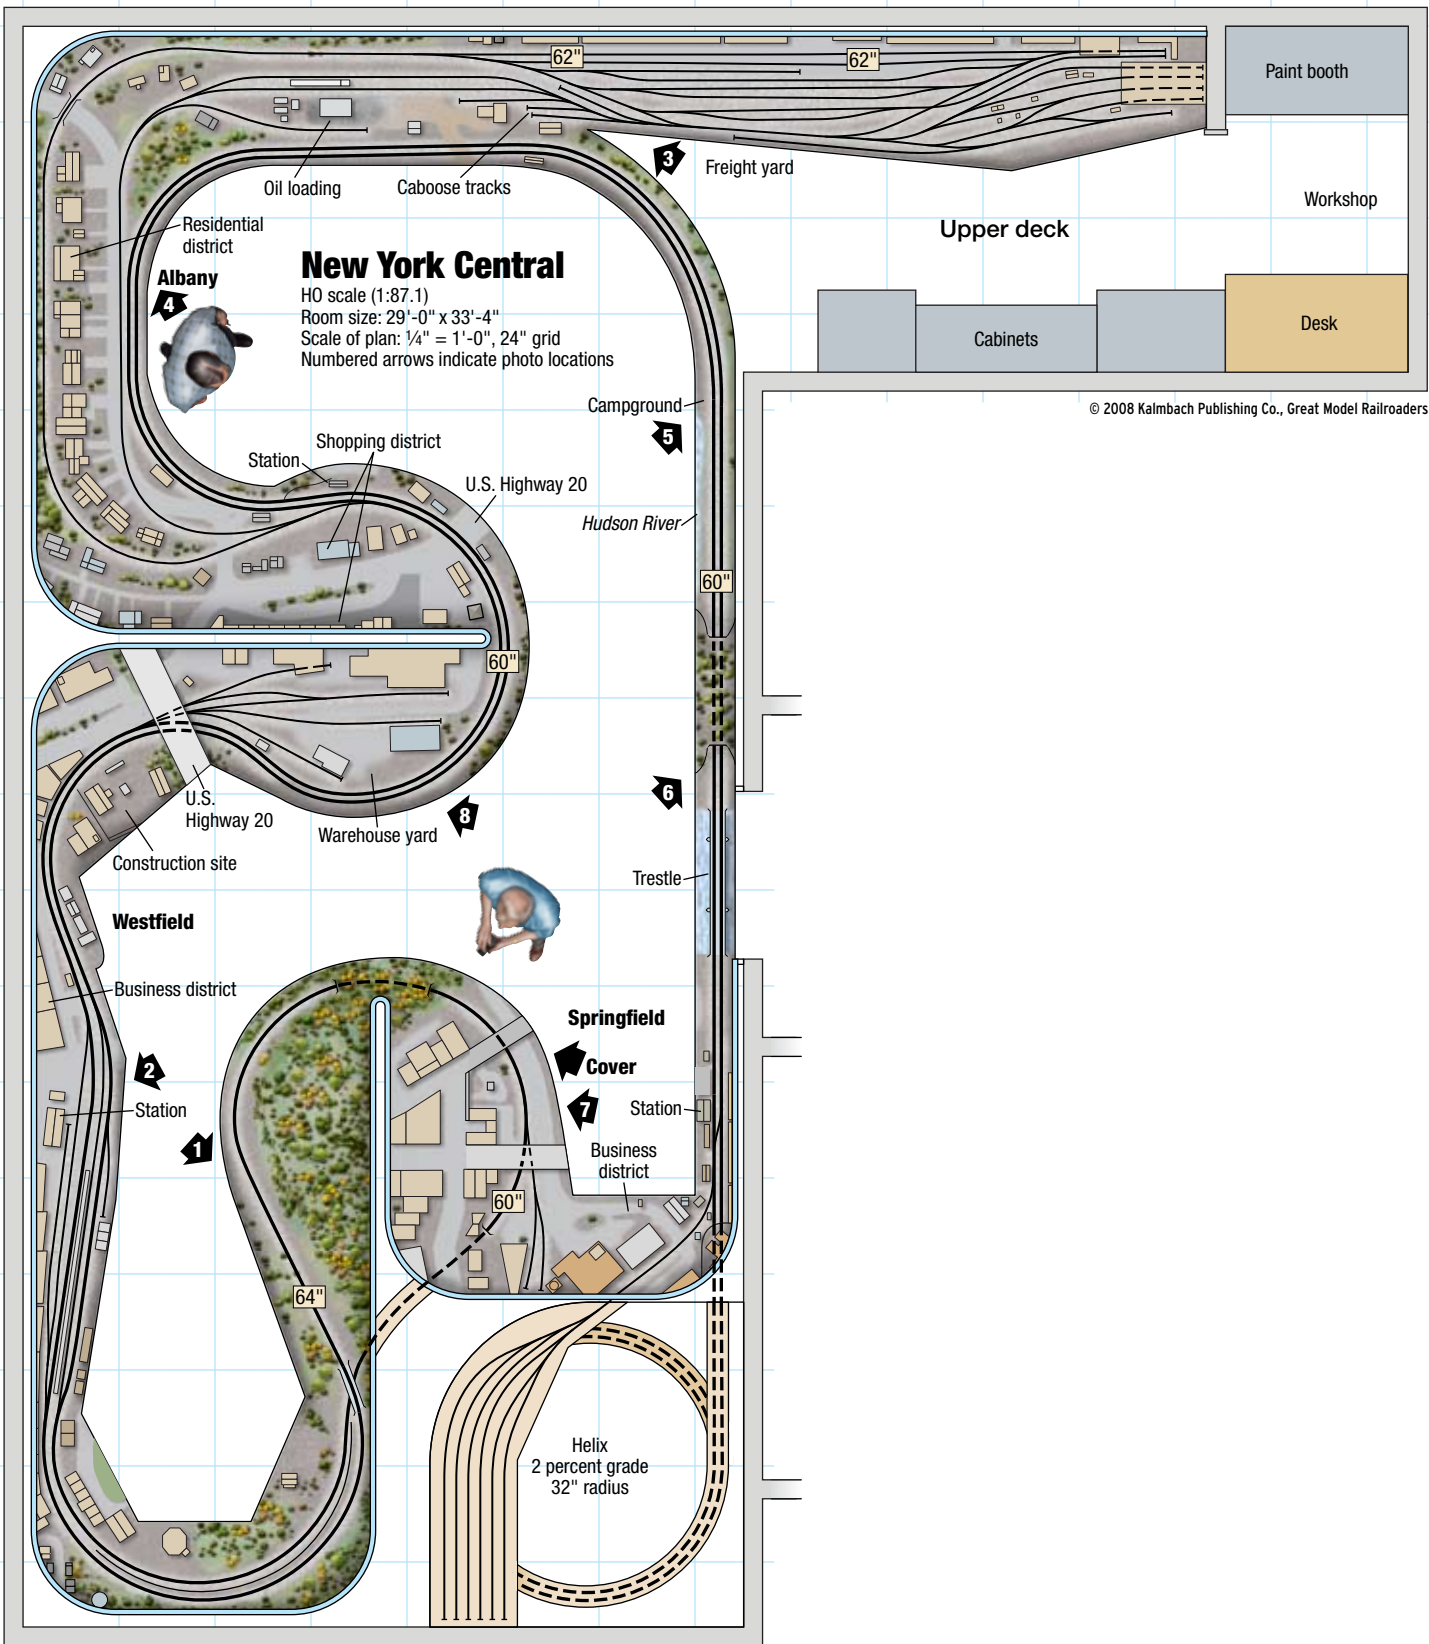 62"
62"
Paint booth
3
Freight yard
Oil loading
Caboose tracks
Workshop
Residential
district
Upper deck
New York Central
HO scale (1:87.1)
Room size: 29'-0" x 33'-4"
Scale of plan: ¼" = 1'-0", 24" grid
Numbered arrows indicate photo locations
Albany
4
Cabinets
Desk
Campground
© 2008 Kalmbach Publishing Co., Great Model Railroaders
5
Shopping district
Station
U.S. Highway 20
Hudson River
60"
60"
6
U.S.
Highway 20
8
Warehouse yard
Construction site
Trestle
Westfield
Business district
Springfield
Cover
2
7
Station
Station
1
Business
district
60"
64"
Helix
2 percent grade
32" radius